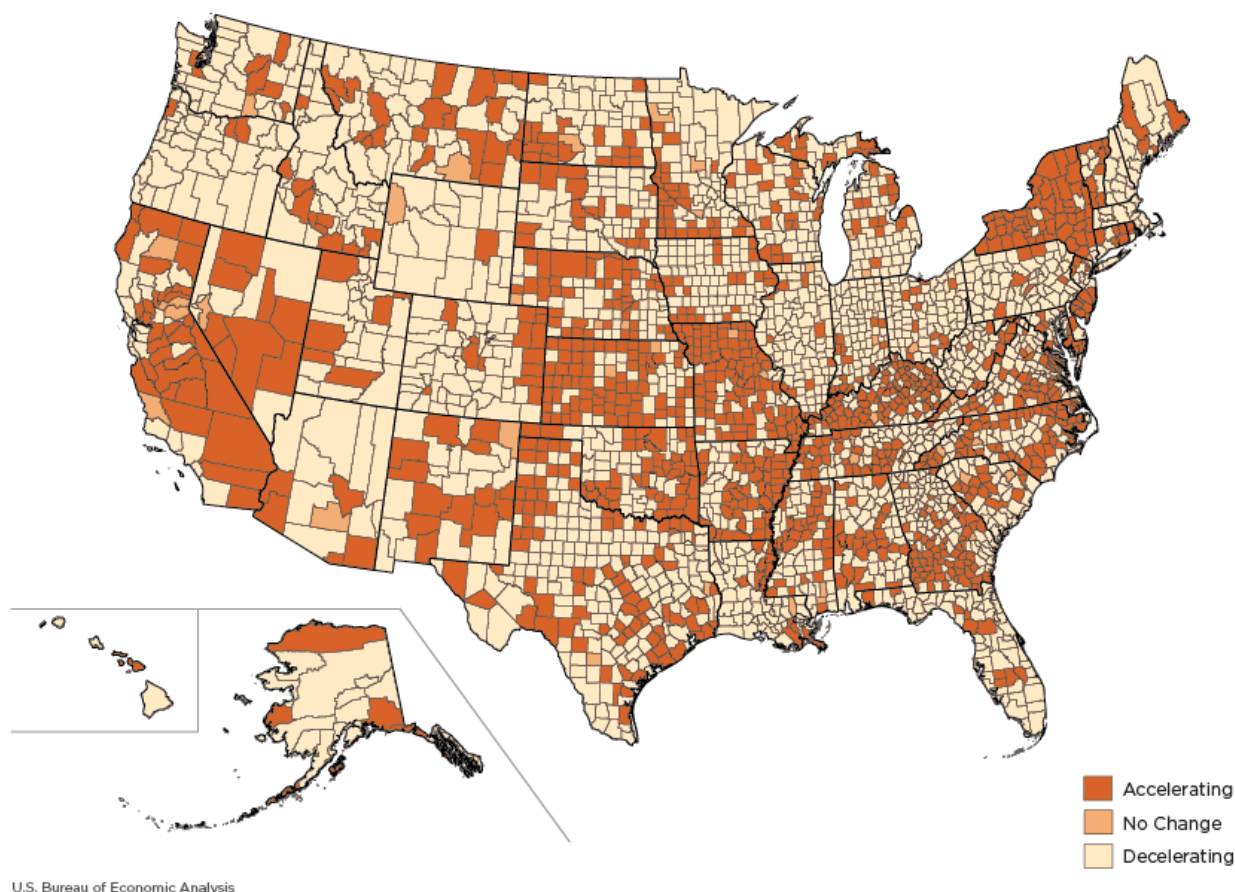 Accelerating
No Change
Decelerating
U.S. Bureau of Economic Analysis